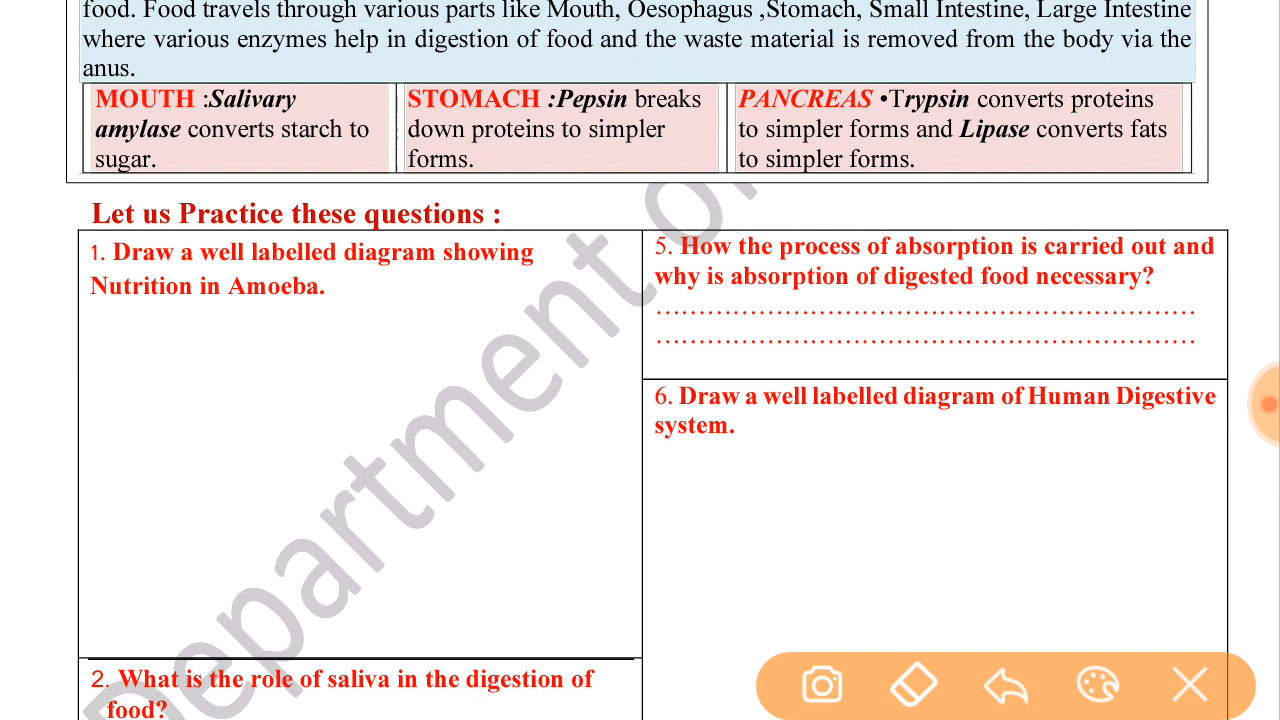 food. Food travels through various parts like Mouth, Oesophagus ,Stomach, Small Intestine, Large Intestine
where various enzymes help in digestion of food and the waste material is removed from the body via the
anus.
MOUTH :Salivary
amylase converts starch to
sugar.
STOMACH :Pepsin breaks
down proteins to simpler
forms.
PANCREAS •Trypsin converts proteins
to simpler forms and Lipase converts fats
to simpler forms.
Let us Practice these questions :
1. Draw a well labelled diagram showing
Nutrition in Amoeba.
2. What is the role of saliva in the digestion of
food?
5. How the process of absorption is carried out and
why is absorption of digested food necessary?
……………………………………………………
……………………………………………………
6. Draw a well labelled diagram of Human Digestive
system.
Department of